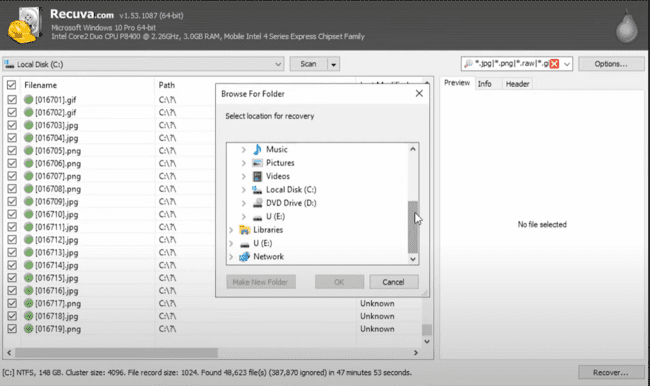 Recuva.com v1.53.1087 (64-bit)
Microsoft Windows 10 Pro 64-bit
Intel Core2 Duo CPU P8400 @ 2.26GHz, 3.0GB RAM, Mobile Intel 4 Series Express Chipset Family
Local Disk (C:)
Scan
*.jpg|*.png|*.raw|*.gi
Options...
Filename
Path
[016701].gif C:\?\
[016702].gif C:\?\
[016703].jpg C:\?\
[016704].jpg C:\?\
[016705].png C:\?\
[016706].png C:\?\
[016707].png C:\?\
[016708].png C:\?\
[016709].jpg C:\?\
[016710].jpg C:\?\
[016711].jpg C:\?\
[016712].jpg C:\?\
[016713].jpg C:\?\
[016714].jpg C:\?\
[016715].jpg C:\?\
[016716].jpg C:\?\
[016717].png C:\?\ Unknown
[016718].jpg C:\?\ Unknown
[016719].png C:\?\ Unknown
Browse For Folder
Select location for recovery
Music
Pictures
Videos
Local Disk (C:)
DVD Drive (D:)
U (E:)
Libraries
U (E:)
Network
Make New Folder
OK
Cancel
Preview
Info
Header
No file selected
[C:] NTFS, 148 GB. Cluster size: 4096. File record size: 1024. Found 48,623 file(s) (387,870 ignored) in 47 minutes 53 seconds.
Recover...